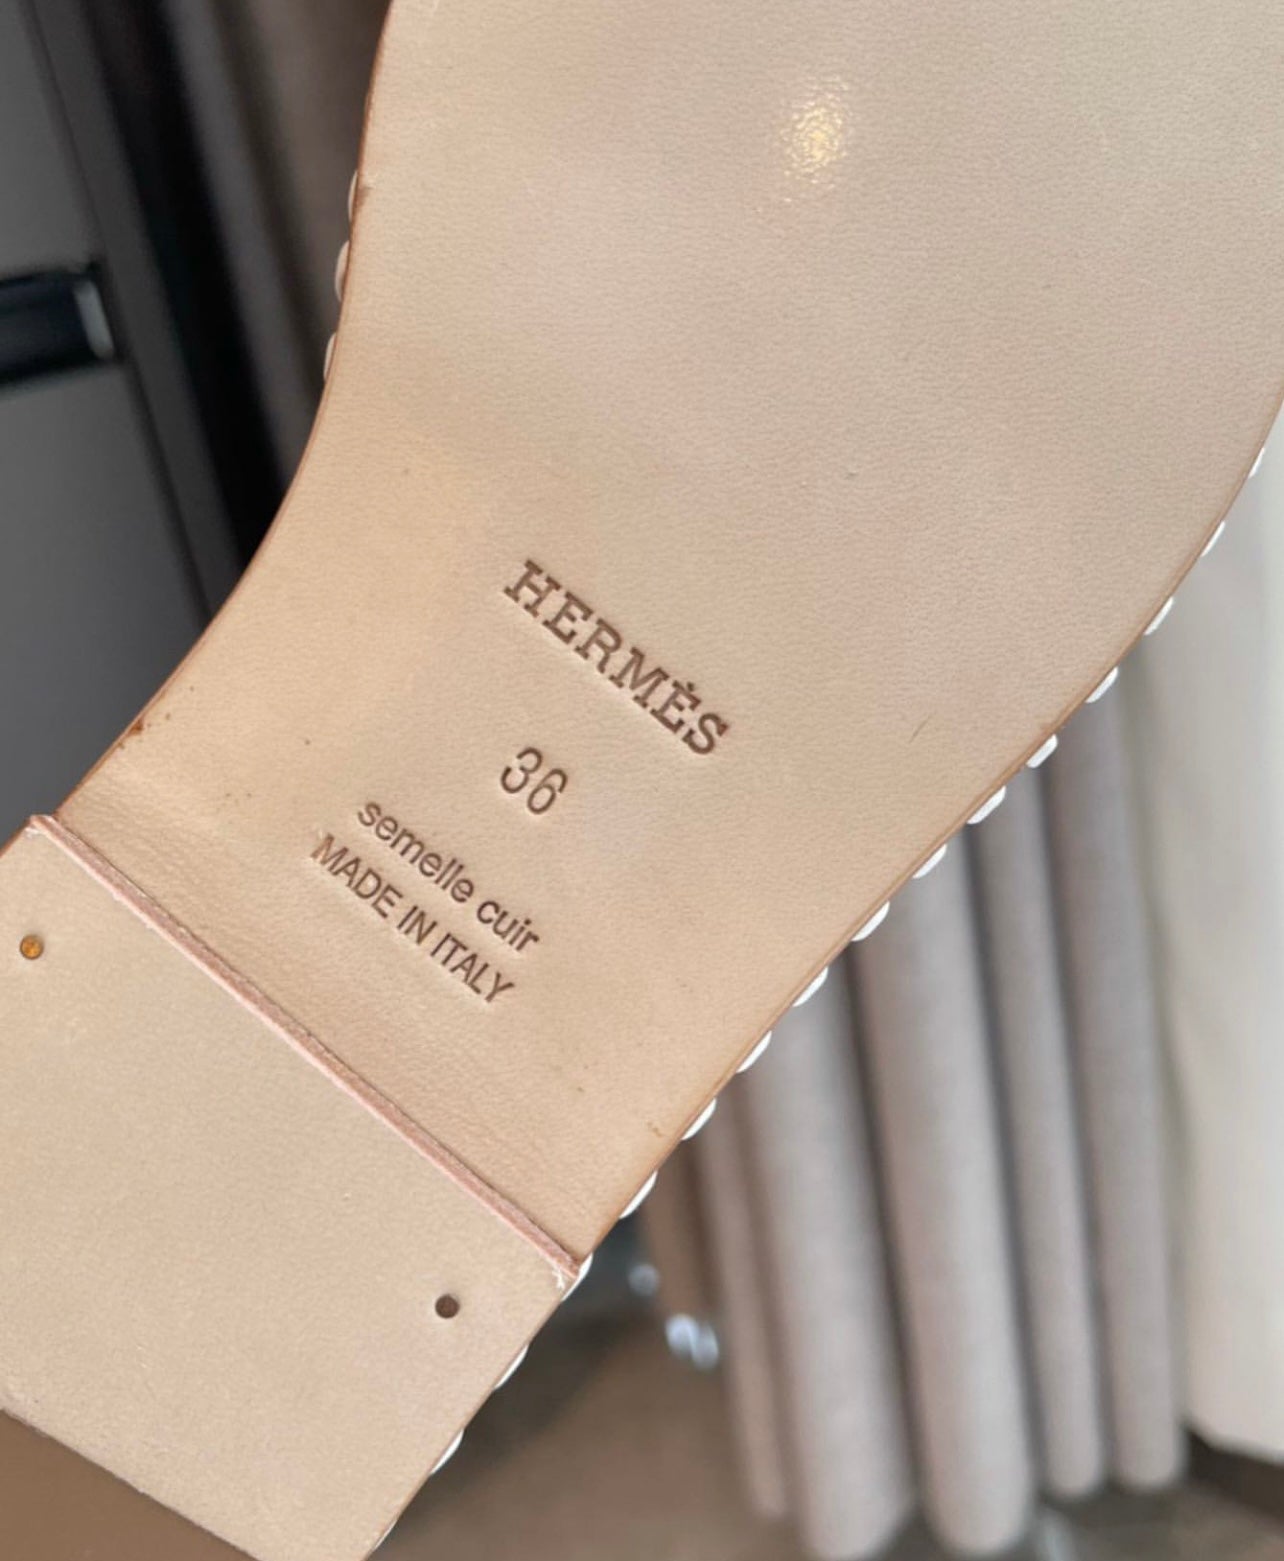 HERMÈS
36
semelle cuir
MADE IN ITALY